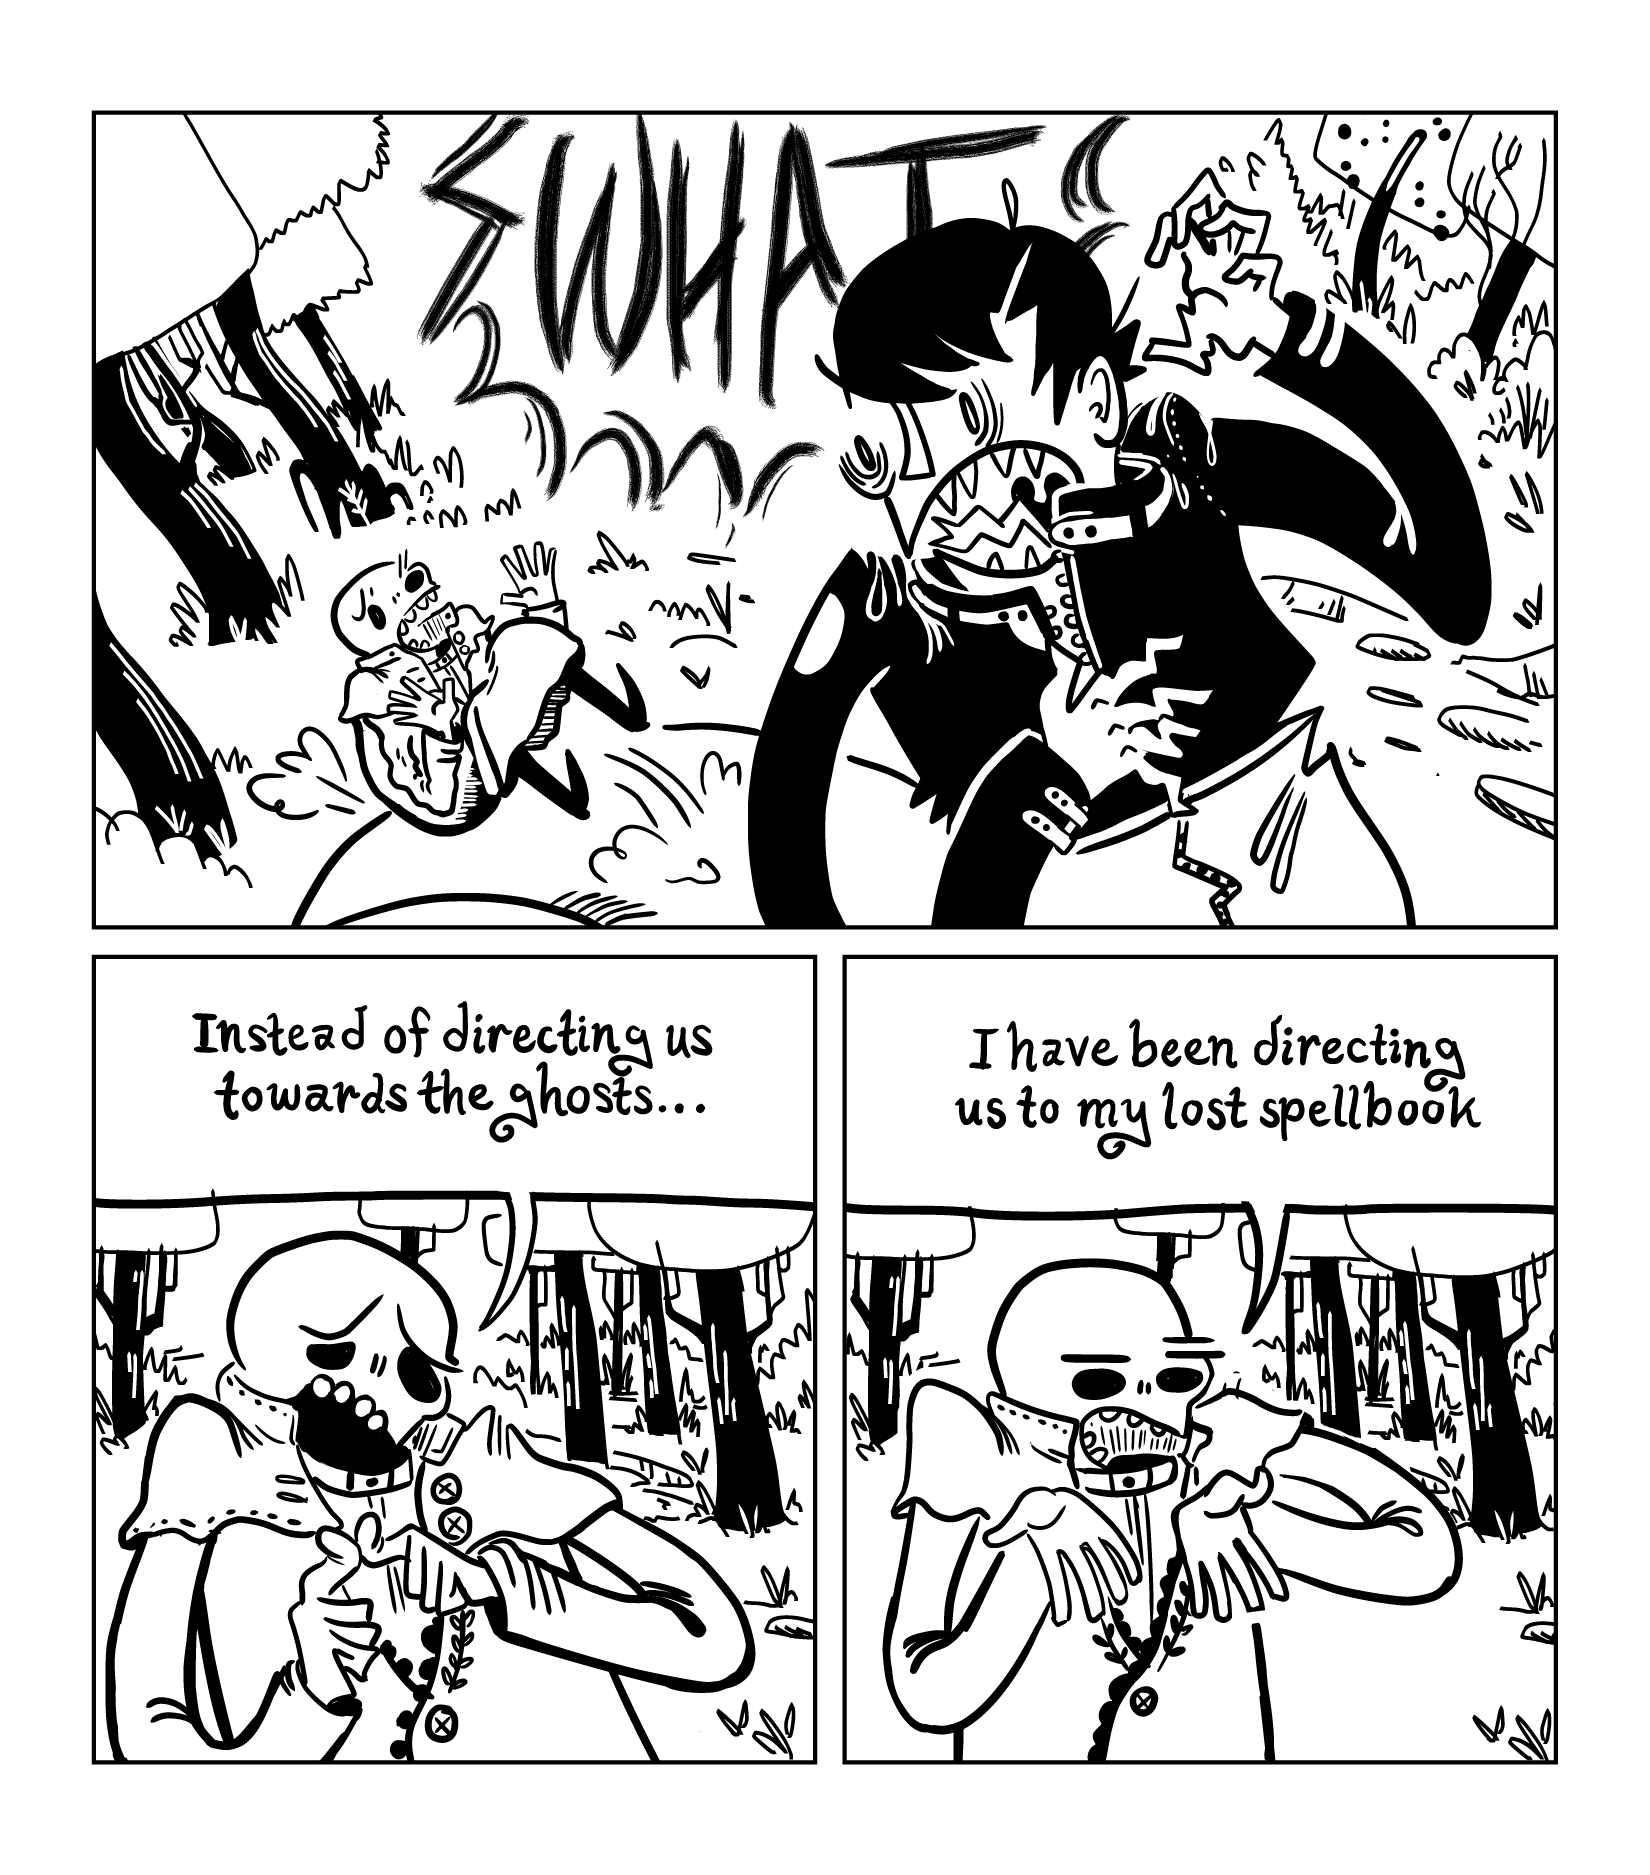 WHAT
Instead of directing us
towards the ghosts...
I have been directing
us to my lost spellbook